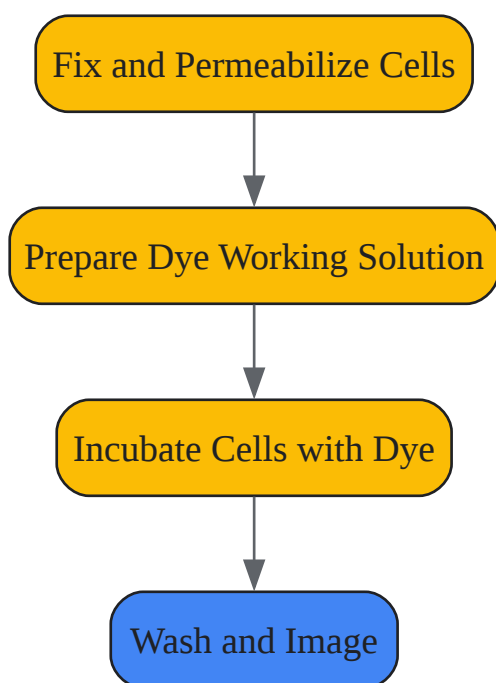 Fix and Permeabilize Cells
Prepare Dye Working Solution
Incubate Cells with Dye
Wash and Image